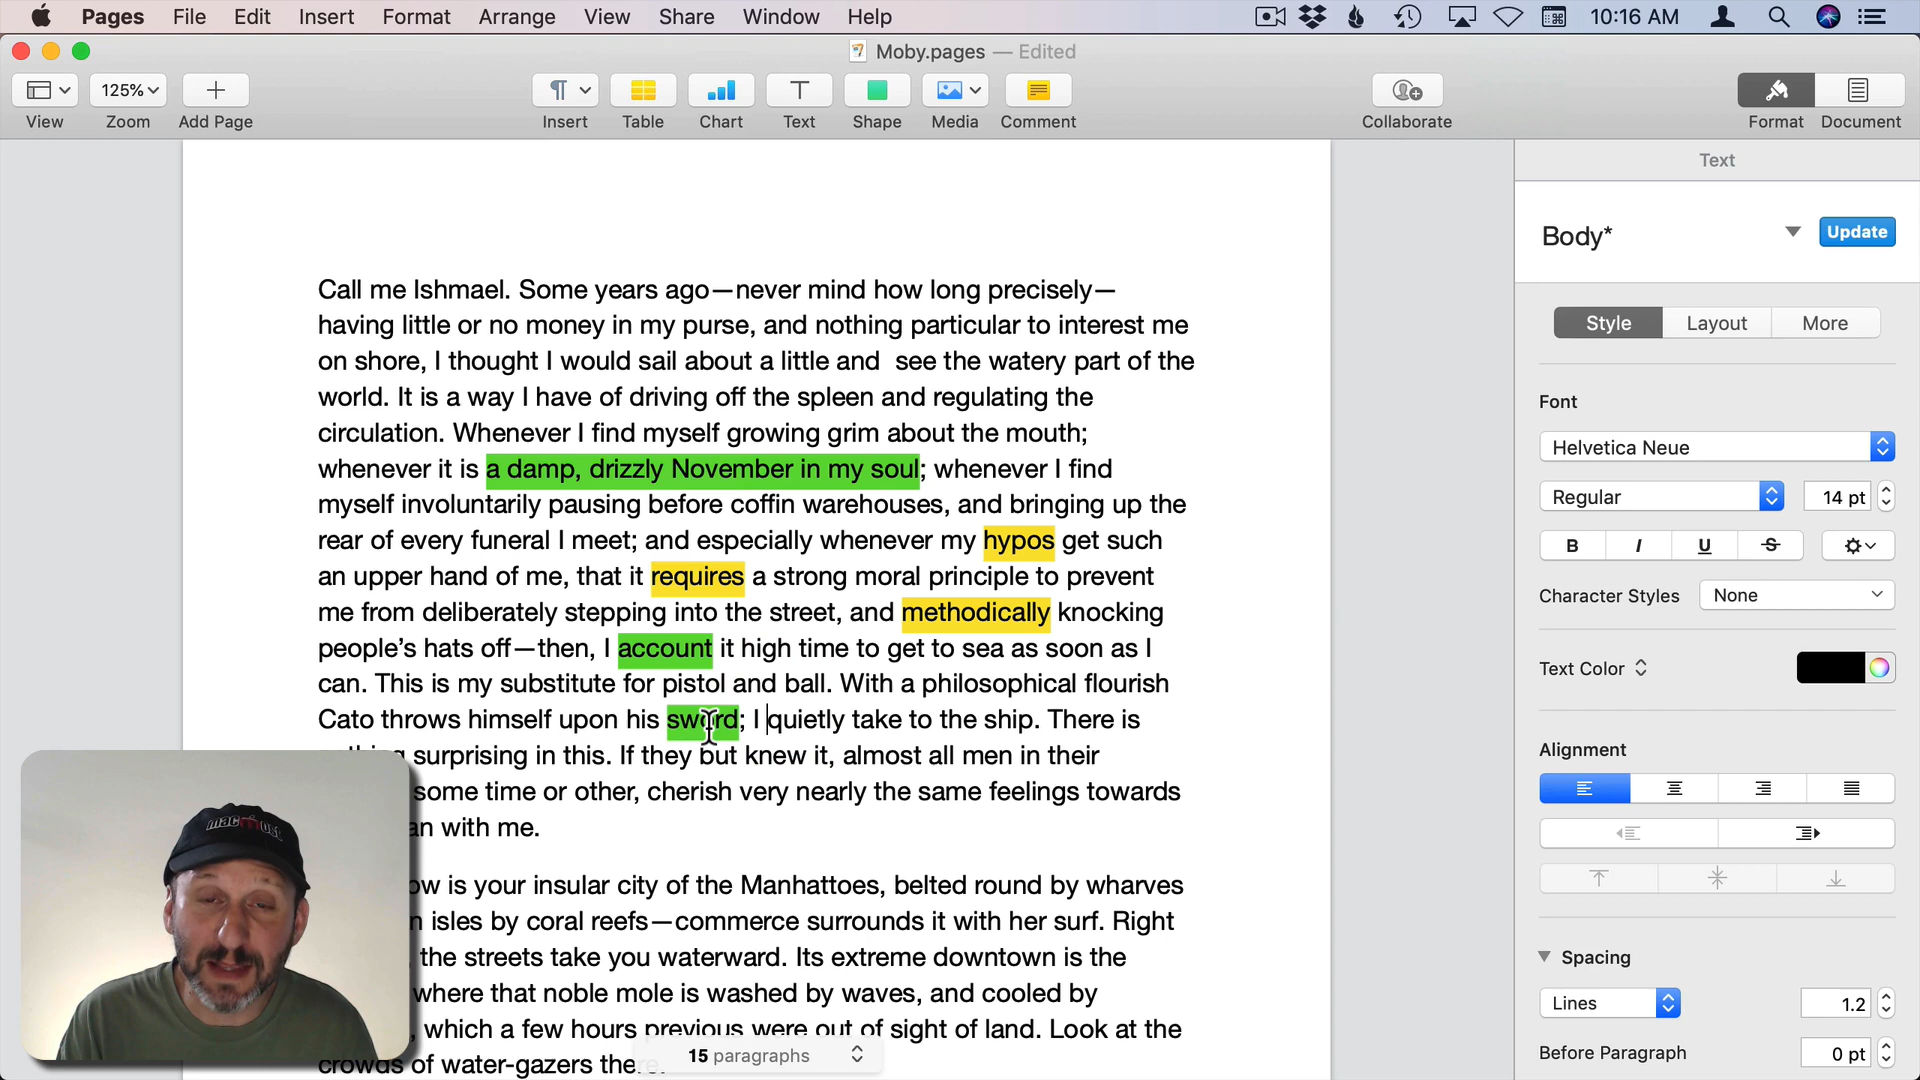 Pages File Edit Insert Format Arrange View Share Window Help 10:16 AM
Moby.pages — Edited
125%
View Zoom Add Page Insert Table Chart Text Shape Media Comment Collaborate Format Document
Call me Ishmael. Some years ago—never mind how long precisely—
having little or no money in my purse, and nothing particular to interest me
on shore, I thought I would sail about a little and  see the watery part of the
world. It is a way I have of driving off the spleen and regulating the
circulation. Whenever I find myself growing grim about the mouth;
whenever it is a damp, drizzly November in my soul; whenever I find
myself involuntarily pausing before coffin warehouses, and bringing up the
rear of every funeral I meet; and especially whenever my hypos get such
an upper hand of me, that it requires a strong moral principle to prevent
me from deliberately stepping into the street, and methodically knocking
people’s hats off—then, I account it high time to get to sea as soon as I
can. This is my substitute for pistol and ball. With a philosophical flourish
Cato throws himself upon his sword; I quietly take to the ship. There is
surprising in this. If they but knew it, almost all men in their
some time or other, cherish very nearly the same feelings towards
with me.
is your insular city of the Manhattoes, belted round by wharves
isles by coral reefs—commerce surrounds it with her surf. Right
the streets take you waterward. Its extreme downtown is the
where that noble mole is washed by waves, and cooled by
, which a few hours previous were out of sight of land. Look at the
crowds of water-gazers there.
15 paragraphs
macmost
Text
Body*
Update
Style Layout More
Font
Helvetica Neue
Regular 14 pt
B I U S
Character Styles None
Text Color
Alignment
Spacing
Lines 1.2
Before Paragraph 0 pt